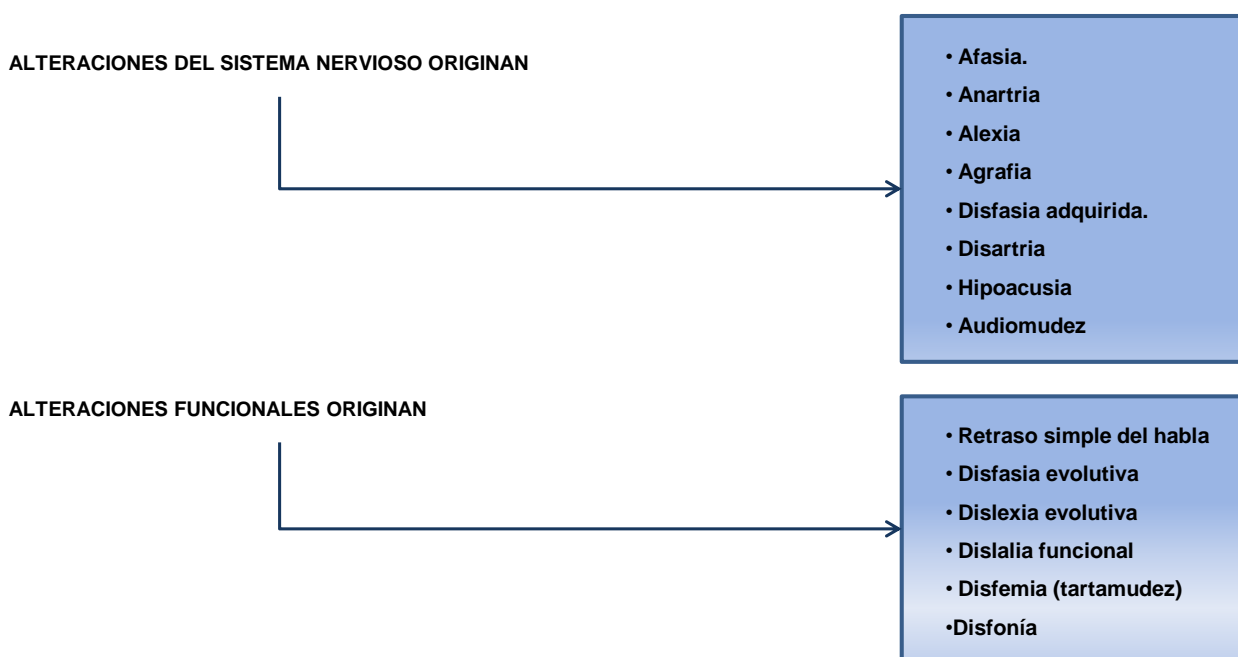 ALTERACIONES DEL SISTEMA NERVIOSO ORIGINAN
• Afasia.
• Anartria
• Alexia
• Agrafia
• Disfasia adquirida.
• Disartria
• Hipoacusia
• Audiomudez
ALTERACIONES FUNCIONALES ORIGINAN
• Retraso simple del habla
• Disfasia evolutiva
• Dislexia evolutiva
• Dislalia funcional
• Disfemia (tartamudez)
•Disfonía